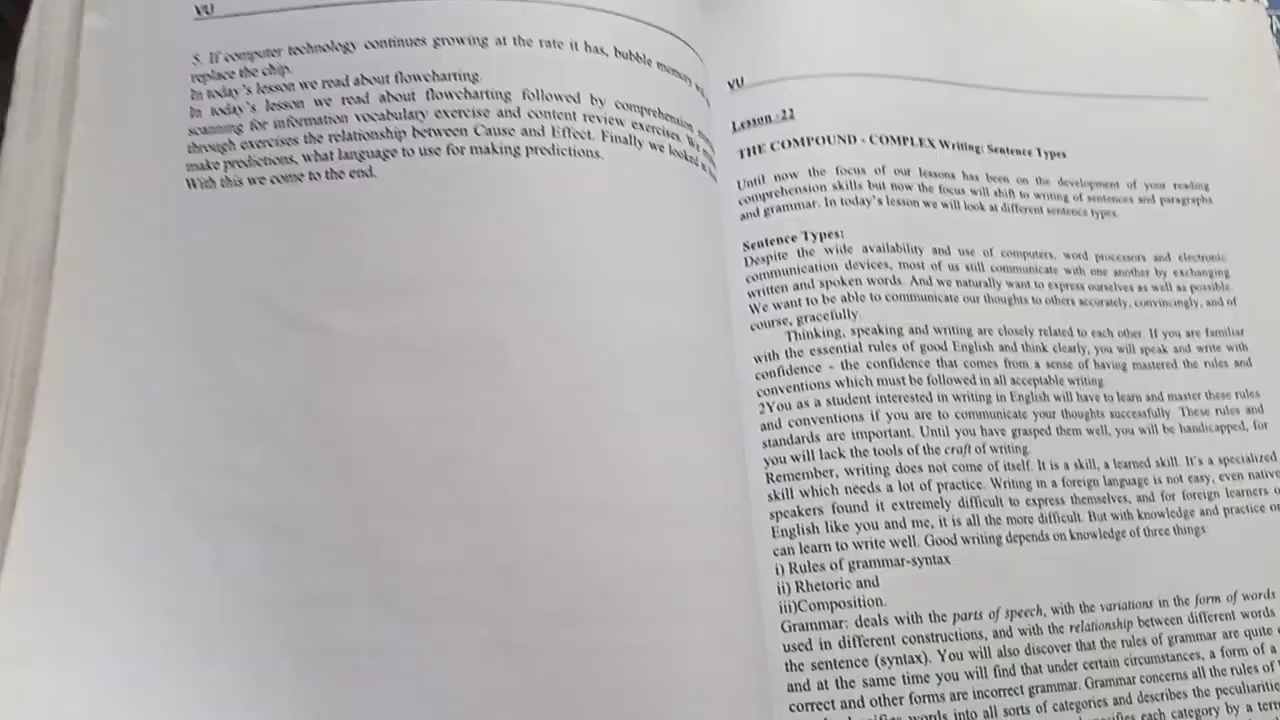 VU
5. If computer technology continues growing at the rate it has, bubble memory
replace the chip.
In today's lesson we read about flowcharting.
In today's lesson we read about flowcharting followed by comprehension
scanning for information vocabulary exercise and content review exercises. We
through exercises the relationship between Cause and Effect. Finally we looked
make predictions, what language to use for making predictions.
With this we come to the end.
VU
Lesson -22
THE COMPOUND - COMPLEX Writing: Sentence Types
Until now the focus of our lessons has been on the development of your reading
comprehension skills but now the focus will shift to writing of sentences and paragraphs
and grammar. In today's lesson we will look at different sentence types.
Sentence Types:
Despite the wide availability and use of computers, word processors and electronic
communication devices, most of us still communicate with one another by exchanging
written and spoken words. And we naturally want to express ourselves as well as possible.
We want to be able to communicate our thoughts to others accurately, convincingly, and of
course, gracefully.
Thinking, speaking and writing are closely related to each other. If you are familiar
with the essential rules of good English and think clearly, you will speak and write with
confidence - the confidence that comes from a sense of having mastered the rules and
conventions which must be followed in all acceptable writing.
2You as a student interested in writing in English will have to learn and master these rules
and conventions if you are to communicate your thoughts successfully. These rules and
standards are important. Until you have grasped them well, you will be handicapped, for
you will lack the tools of the craft of writing.
Remember, writing does not come of itself. It is a skill, a learned skill. It's a specialized
skill which needs a lot of practice. Writing in a foreign language is not easy, even native
speakers found it extremely difficult to express themselves, and for foreign learners
English like you and me, it is all the more difficult. But with knowledge and practice
can learn to write well. Good writing depends on knowledge of three things:
i) Rules of grammar-syntax
ii) Rhetoric and
iii)Composition.
Grammar: deals with the parts of speech, with the variations in the form of words
used in different constructions, and with the relationship between different words
the sentence (syntax). You will also discover that the rules of grammar are quite
and at the same time you will find that under certain circumstances, a form of a
correct and other forms are incorrect grammar. Grammar concerns all the rules of
words into all sorts of categories and describes the
each category by a